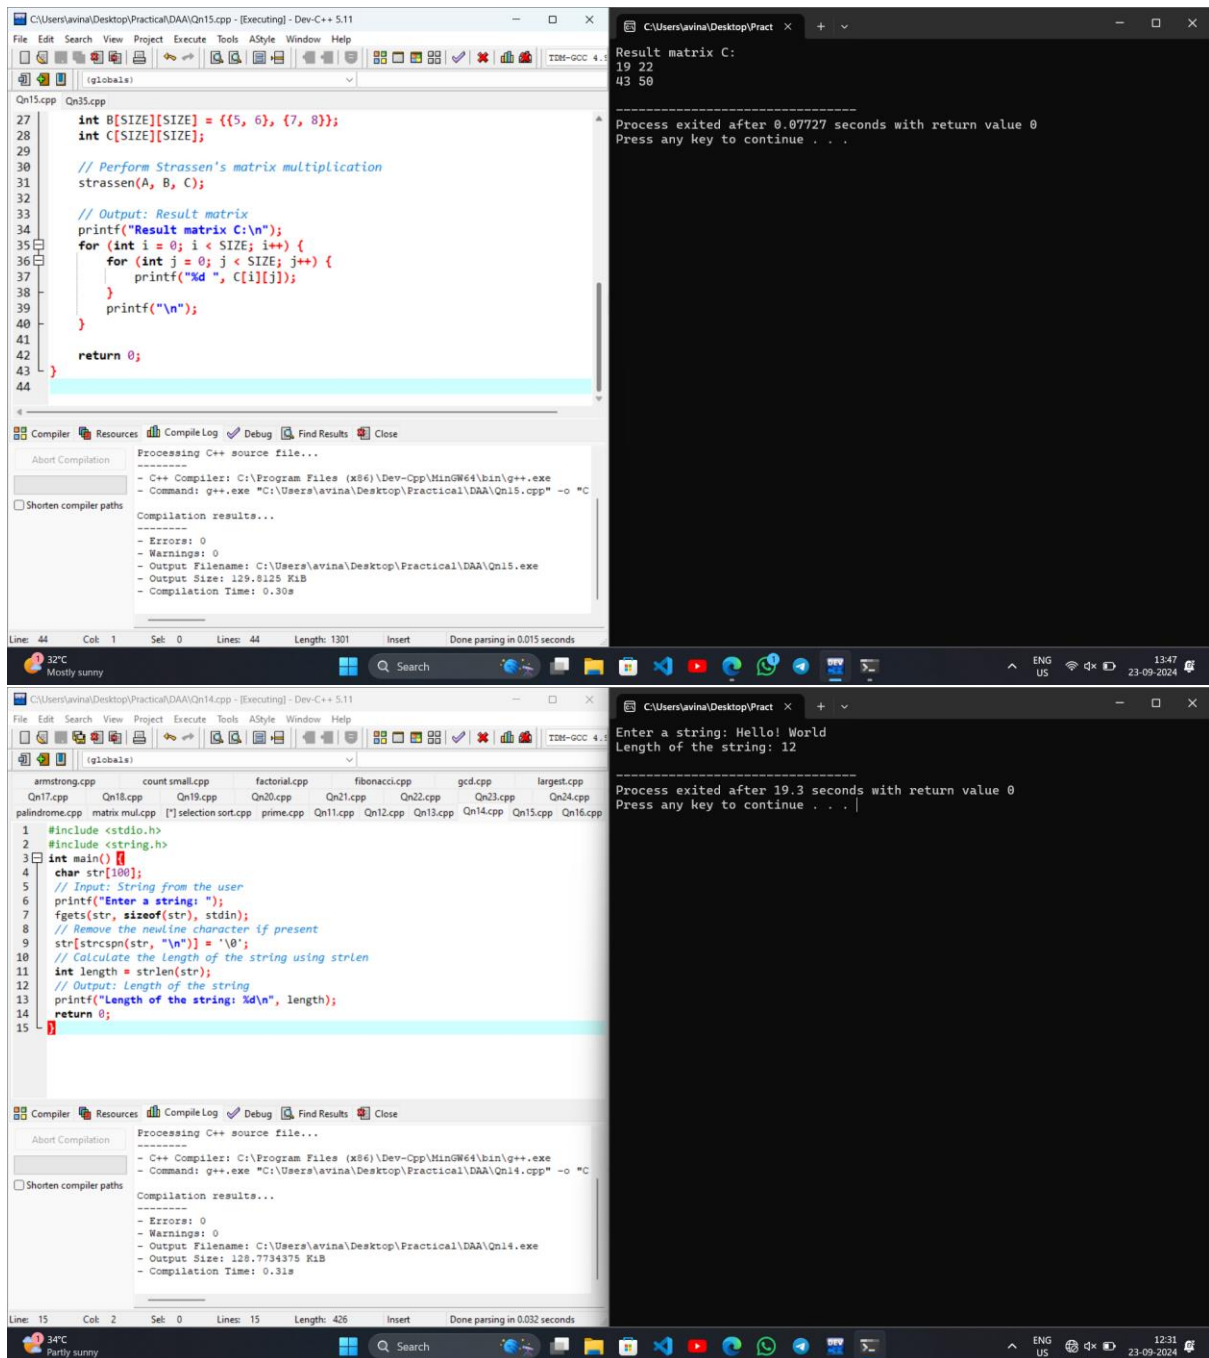 C:\Users\avina\Desktop\Practical\DAA\Qn15.cpp - [Executing] - Dev-C++ 5.11
File Edit Search View Project Execute Tools AStyle Window Help
TDM-GCC 4.9
(globals)
Qn15.cpp Qn35.cpp
27 int B[SIZE][SIZE] = {{5, 6}, {7, 8}};
28 int C[SIZE][SIZE];
29
30 // Perform Strassen's matrix multiplication
31 strassen(A, B, C);
32
33 // Output: Result matrix
34 printf("Result matrix C:\n");
35 for (int i = 0; i < SIZE; i++) {
36 for (int j = 0; j < SIZE; j++) {
37 printf("%d ", C[i][j]);
38 }
39 printf("\n");
40 }
41
42 return 0;
43 }
44
Compiler Resources Compile Log Debug Find Results Close
Abort Compilation
Shorten compiler paths
Processing C++ source file...
--------
- C++ Compiler: C:\Program Files (x86)\Dev-Cpp\MinGW64\bin\g++.exe
- Command: g++.exe "C:\Users\avina\Desktop\Practical\DAA\Qn15.cpp" -o "C
Compilation results...
--------
- Errors: 0
- Warnings: 0
- Output Filename: C:\Users\avina\Desktop\Practical\DAA\Qn15.exe
- Output Size: 129.8125 KiB
- Compilation Time: 0.30s
Line: 44 Col: 1 Sel: 0 Lines: 44 Length: 1301 Insert Done parsing in 0.015 seconds
C:\Users\avina\Desktop\Pract
Result matrix C:
19 22
43 50
--------------------------------
Process exited after 0.07727 seconds with return value 0
Press any key to continue . . .
1
32°C
Mostly sunny
Search
1
DEV
ENG
US
13:47
23-09-2024
C:\Users\avina\Desktop\Practical\DAA\Qn14.cpp - [Executing] - Dev-C++ 5.11
File Edit Search View Project Execute Tools AStyle Window Help
TDM-GCC 4.9
(globals)
armstrong.cpp count small.cpp factorial.cpp fibonacci.cpp gcd.cpp largest.cpp
Qn17.cpp Qn18.cpp Qn19.cpp Qn20.cpp Qn21.cpp Qn22.cpp Qn23.cpp Qn24.cpp
palindrome.cpp matrix mul.cpp [*] selection sort.cpp prime.cpp Qn11.cpp Qn12.cpp Qn13.cpp Qn14.cpp Qn15.cpp Qn16.cpp
1 #include <stdio.h>
2 #include <string.h>
3 int main() {
4 char str[100];
5 // Input: String from the user
6 printf("Enter a string: ");
7 fgets(str, sizeof(str), stdin);
8 // Remove the newline character if present
9 str[strcspn(str, "\n")] = '\0';
10 // Calculate the length of the string using strlen
11 int length = strlen(str);
12 // Output: Length of the string
13 printf("Length of the string: %d\n", length);
14 return 0;
15 }
Compiler Resources Compile Log Debug Find Results Close
Abort Compilation
Shorten compiler paths
Processing C++ source file...
--------
- C++ Compiler: C:\Program Files (x86)\Dev-Cpp\MinGW64\bin\g++.exe
- Command: g++.exe "C:\Users\avina\Desktop\Practical\DAA\Qn14.cpp" -o "C
Compilation results...
--------
- Errors: 0
- Warnings: 0
- Output Filename: C:\Users\avina\Desktop\Practical\DAA\Qn14.exe
- Output Size: 128.7734375 KiB
- Compilation Time: 0.31s
Line: 15 Col: 2 Sel: 0 Lines: 15 Length: 426 Insert Done parsing in 0.032 seconds
C:\Users\avina\Desktop\Pract
Enter a string: Hello! World
Length of the string: 12
--------------------------------
Process exited after 19.3 seconds with return value 0
Press any key to continue . . .
1
34°C
Partly sunny
Search
DEV
ENG
US
12:31
23-09-2024